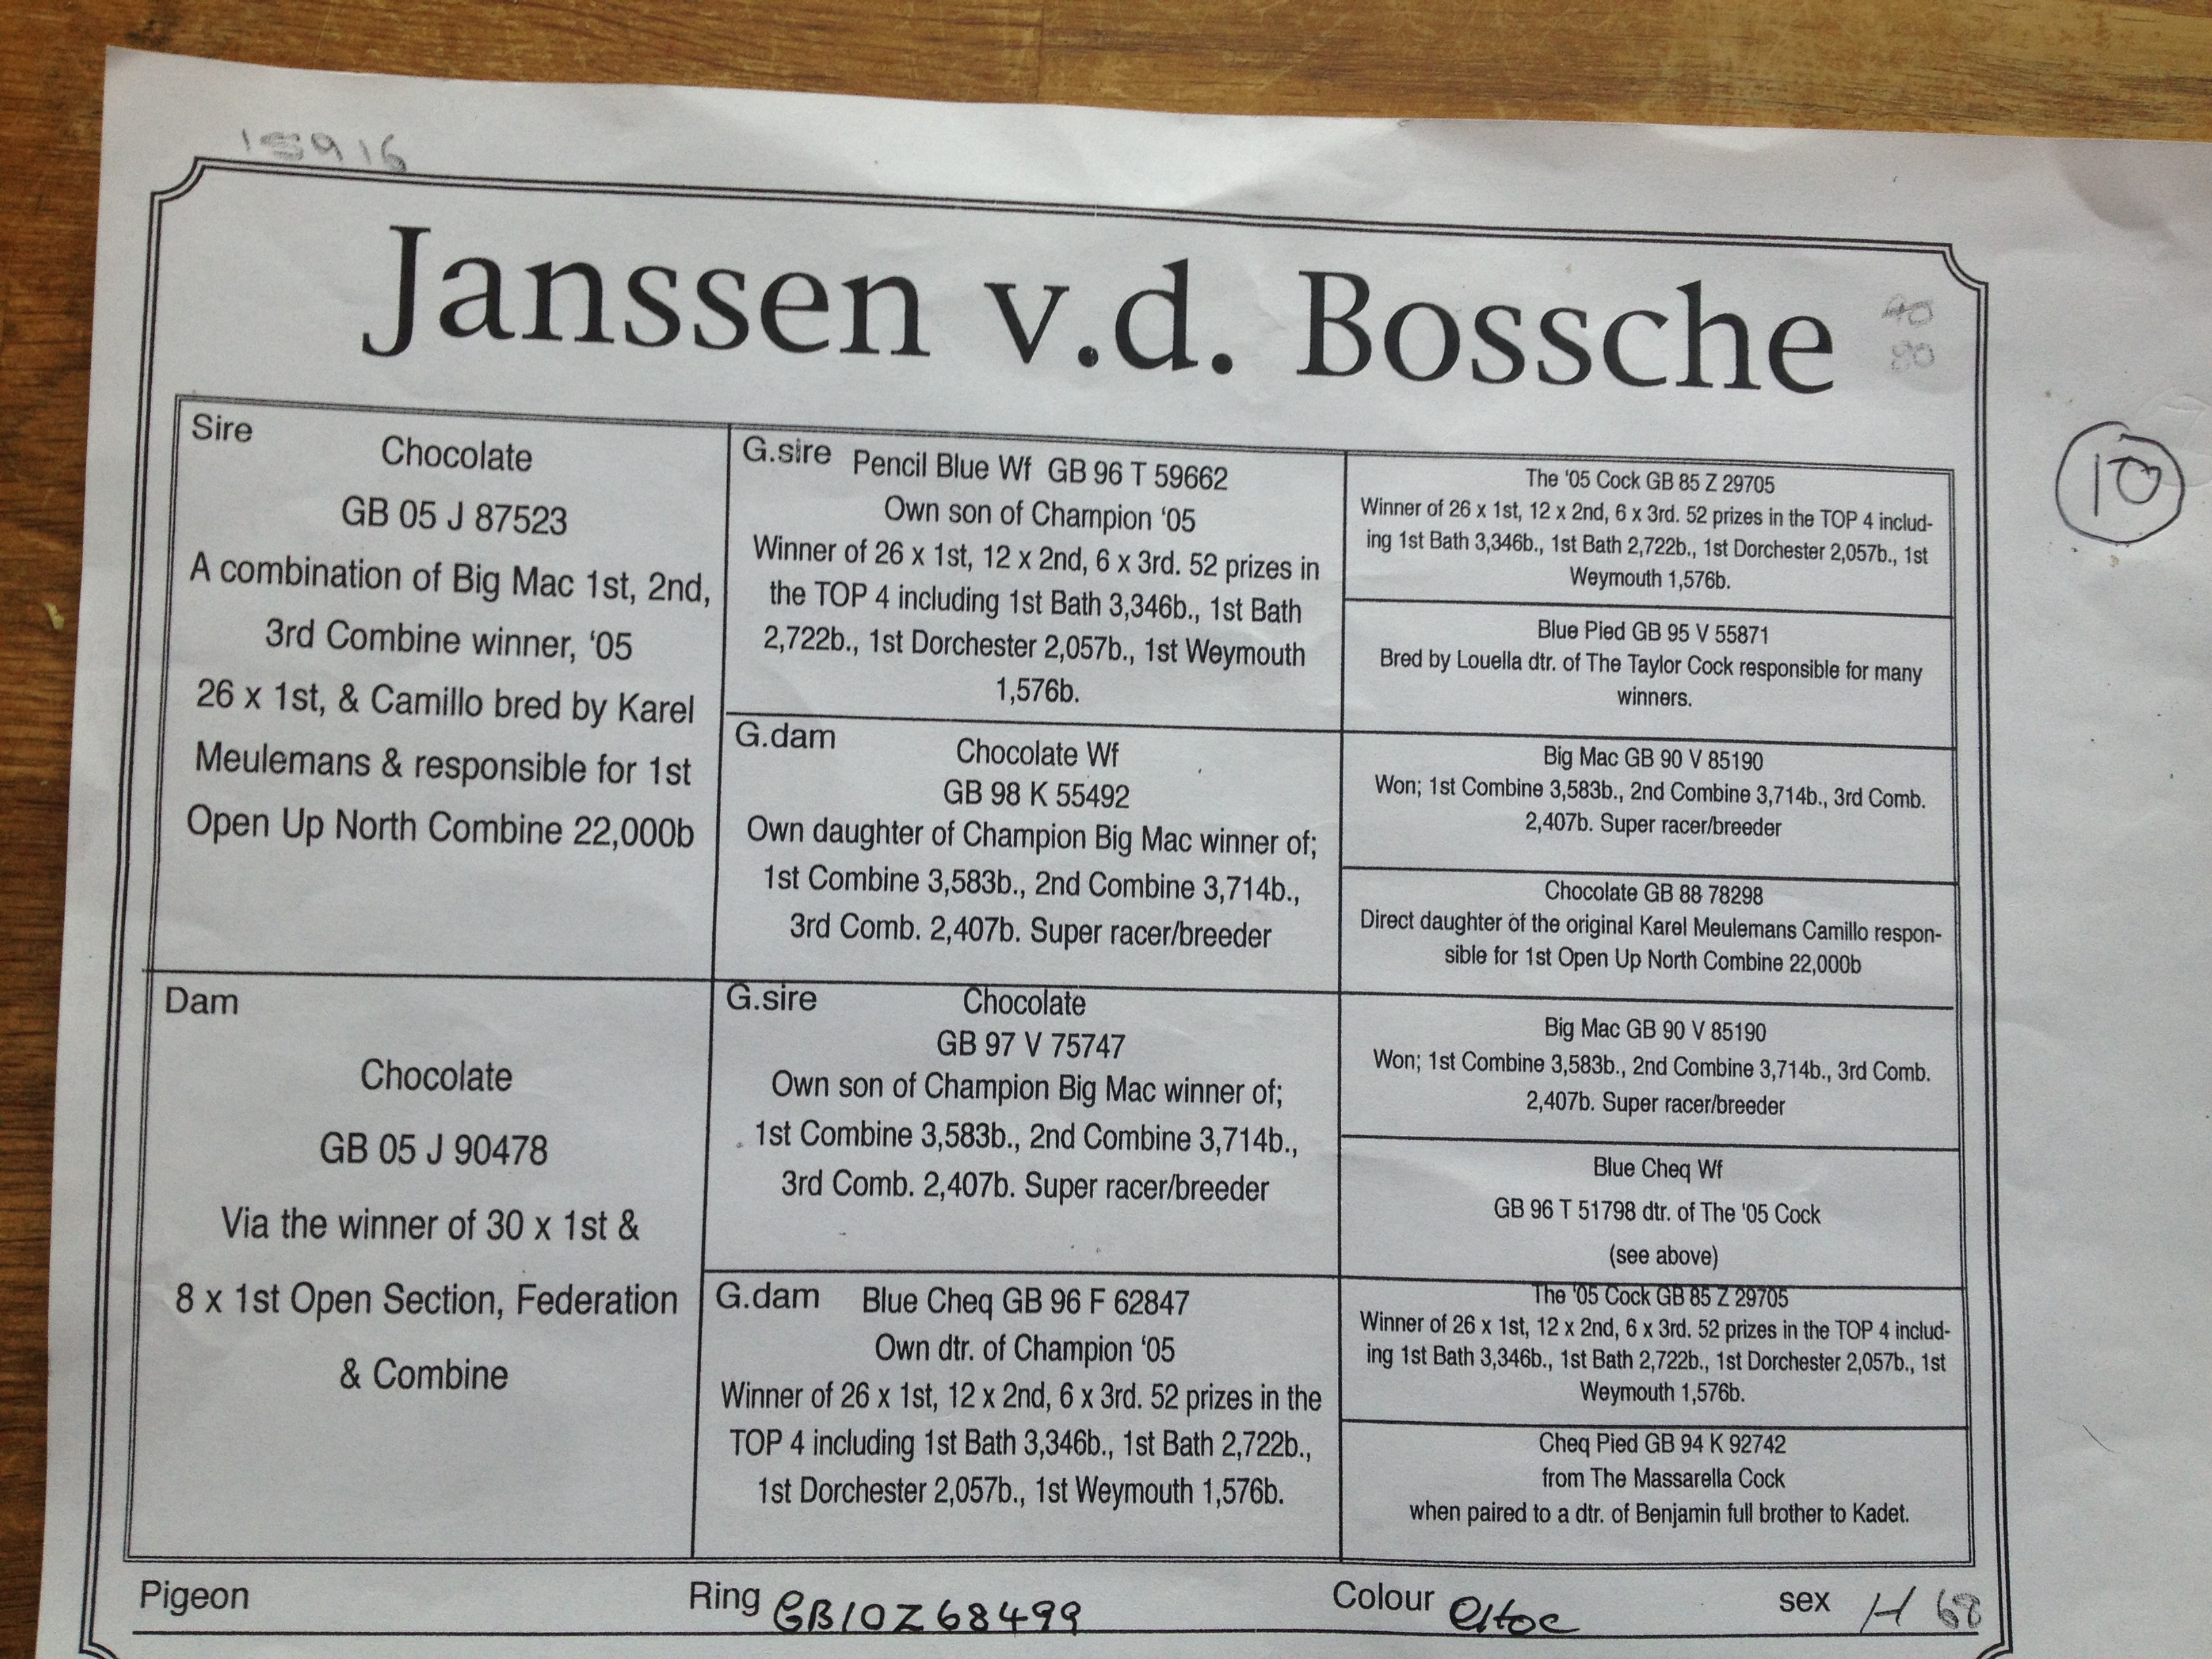 Janssen v.d. Bossche
40
80
10
Sire
Chocolate
GB 05 J 87523
A combination of Big Mac 1st, 2nd,
3rd Combine winner, ‘05
26 x 1st, & Camillo bred by Karel
Meulemans & responsible for 1st
Open Up North Combine 22,000b
G.sire Pencil Blue Wf GB 96 T 59662
Own son of Champion ‘05
Winner of 26 x 1st, 12 x 2nd, 6 x 3rd. 52 prizes in
the TOP 4 including 1st Bath 3,346b., 1st Bath
2,722b., 1st Dorchester 2,057b., 1st Weymouth
1,576b.
G.dam
Chocolate Wf
GB 98 K 55492
Own daughter of Champion Big Mac winner of;
1st Combine 3,583b., 2nd Combine 3,714b.,
3rd Comb. 2,407b. Super racer/breeder
The ‘05 Cock GB 85 Z 29705
Winner of 26 x 1st, 12 x 2nd, 6 x 3rd. 52 prizes in the TOP 4 includ-
ing 1st Bath 3,346b., 1st Bath 2,722b., 1st Dorchester 2,057b., 1st
Weymouth 1,576b.
Blue Pied GB 95 V 55871
Bred by Louella dtr. of The Taylor Cock responsible for many
winners.
Big Mac GB 90 V 85190
Won; 1st Combine 3,583b., 2nd Combine 3,714b., 3rd Comb.
2,407b. Super racer/breeder
Chocolate GB 88 78298
Direct daughter of the original Karel Meulemans Camillo respon-
sible for 1st Open Up North Combine 22,000b
Dam
Chocolate
GB 05 J 90478
Via the winner of 30 x 1st &
8 x 1st Open Section, Federation
& Combine
G.sire Chocolate
GB 97 V 75747
Own son of Champion Big Mac winner of;
1st Combine 3,583b., 2nd Combine 3,714b.,
3rd Comb. 2,407b. Super racer/breeder
G.dam Blue Cheq GB 96 F 62847
Own dtr. of Champion ‘05
Winner of 26 x 1st, 12 x 2nd, 6 x 3rd. 52 prizes in the
TOP 4 including 1st Bath 3,346b., 1st Bath 2,722b.,
1st Dorchester 2,057b., 1st Weymouth 1,576b.
Big Mac GB 90 V 85190
Won; 1st Combine 3,583b., 2nd Combine 3,714b., 3rd Comb.
2,407b. Super racer/breeder
Blue Cheq Wf
GB 96 T 51798 dtr. of The '05 Cock
(see above)
The '05 Cock GB 85 Z 29705
Winner of 26 x 1st, 12 x 2nd, 6 x 3rd. 52 prizes in the TOP 4 includ-
ing 1st Bath 3,346b., 1st Bath 2,722b., 1st Dorchester 2,057b., 1st
Weymouth 1,576b.
Cheq Pied GB 94 K 92742
from The Massarella Cock
when paired to a dtr. of Benjamin full brother to Kadet.
Pigeon Ring GB10Z68499 Colour choc sex H